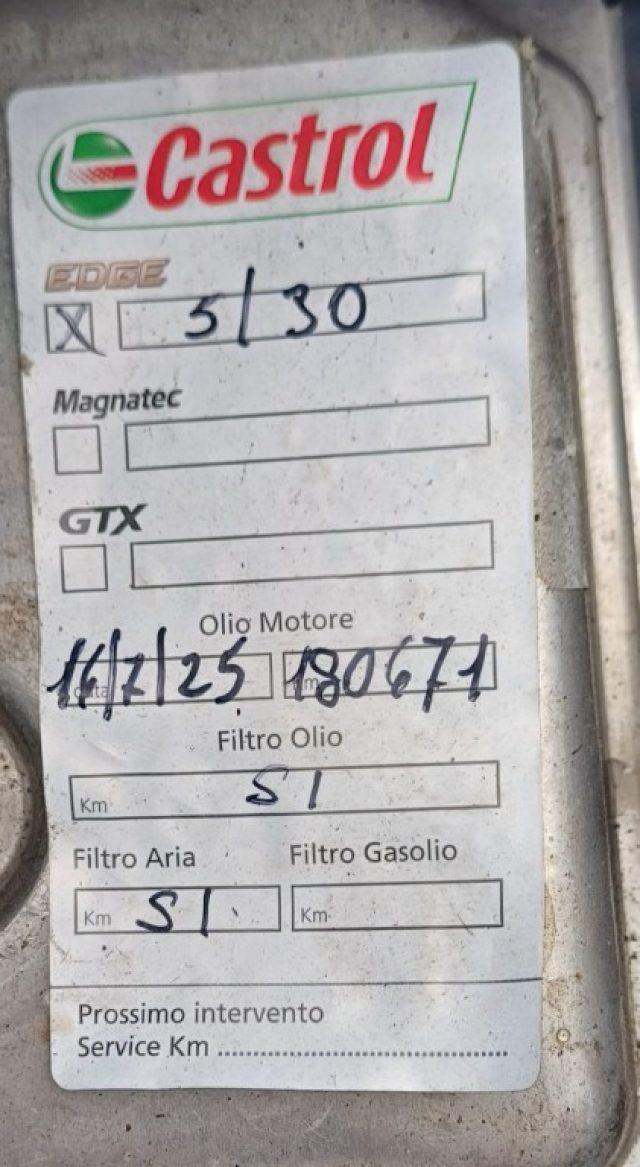 Castrol
EDGE
X 5/30
Magnatec
GTX
Olio Motore
16/7/25 180671
Filtro Olio
Km SI
Filtro Aria Filtro Gasolio
Km SI Km
Prossimo intervento
Service Km ........................................